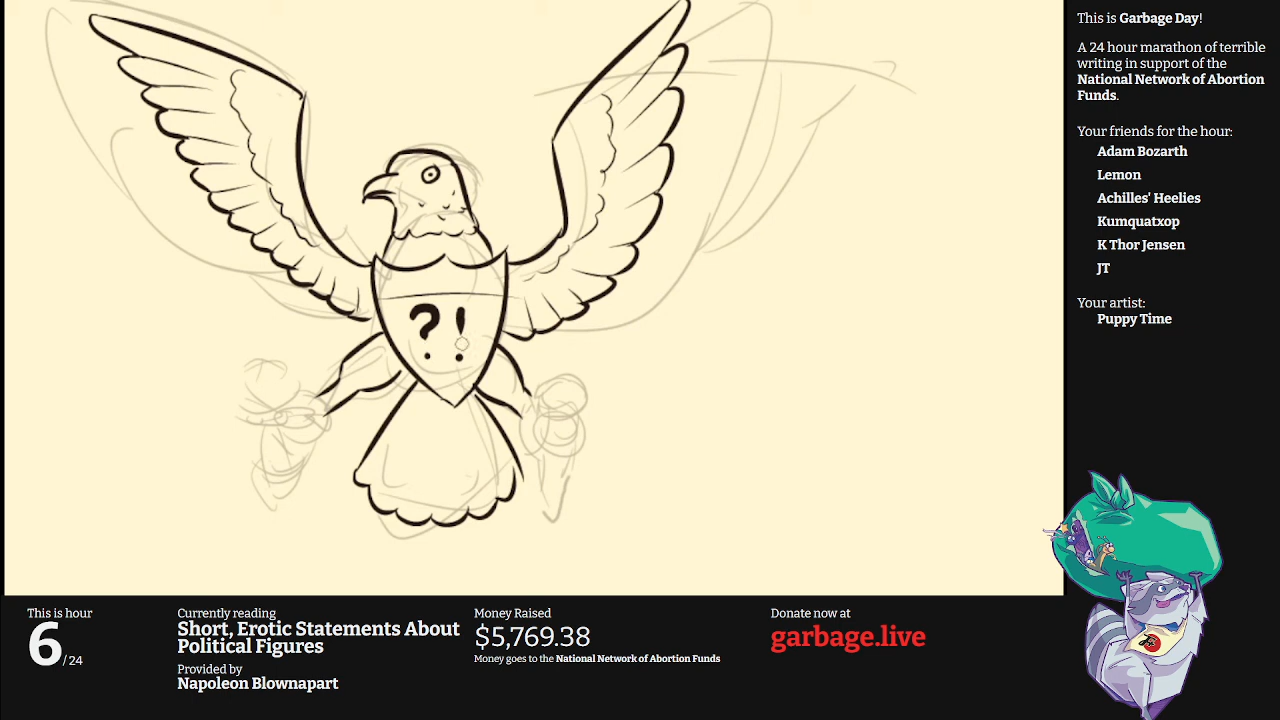 ? !
This is Garbage Day!
A 24 hour marathon of terrible
writing in support of the
National Network of Abortion
Funds.
Your friends for the hour:
Adam Bozarth
Lemon
Achilles' Heelies
Kumquatxop
K Thor Jensen
JT
Your artist:
Puppy Time
This is hour
6/24
Currently reading
Short, Erotic Statements About
Political Figures
Provided by
Napoleon Blownapart
Money Raised
$5,769.38
Money goes to the National Network of Abortion Funds
Donate now at
garbage.live